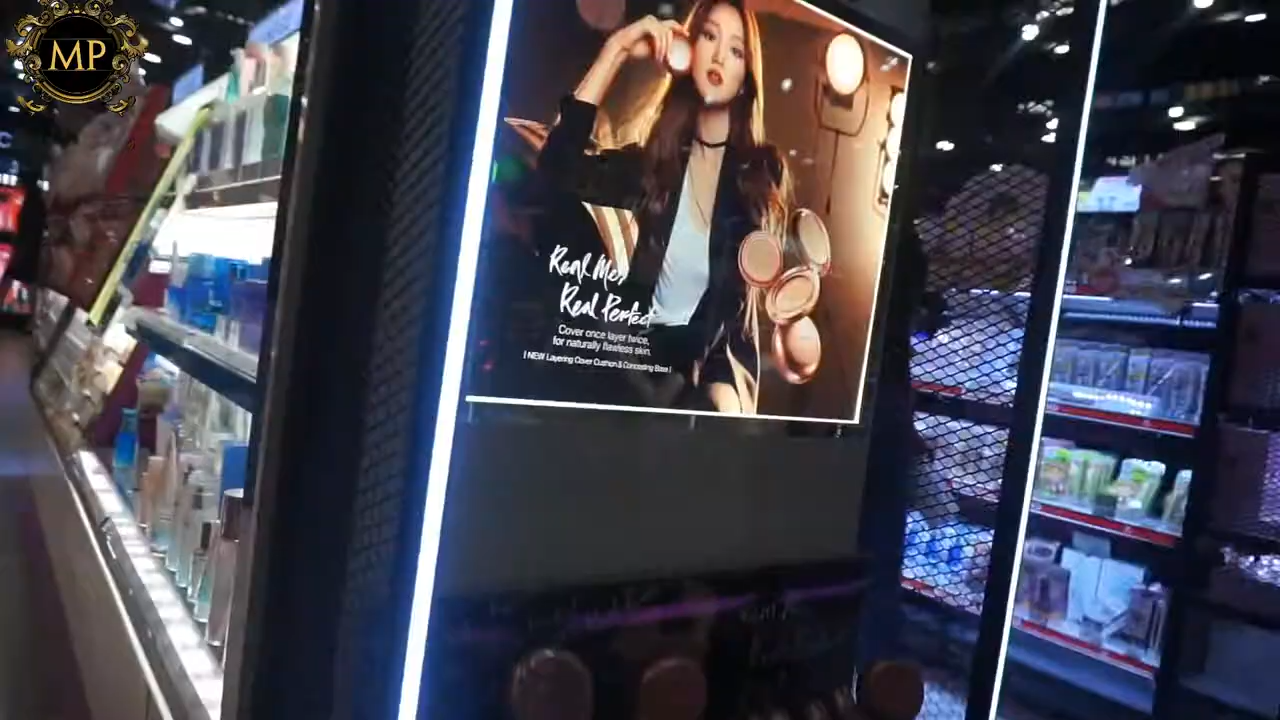 MP
Real Me,
Real Perfect
Cover once layer twice,
for naturally flawless skin.
[ NEW Layering Cover Cushion & Concealing Base ]